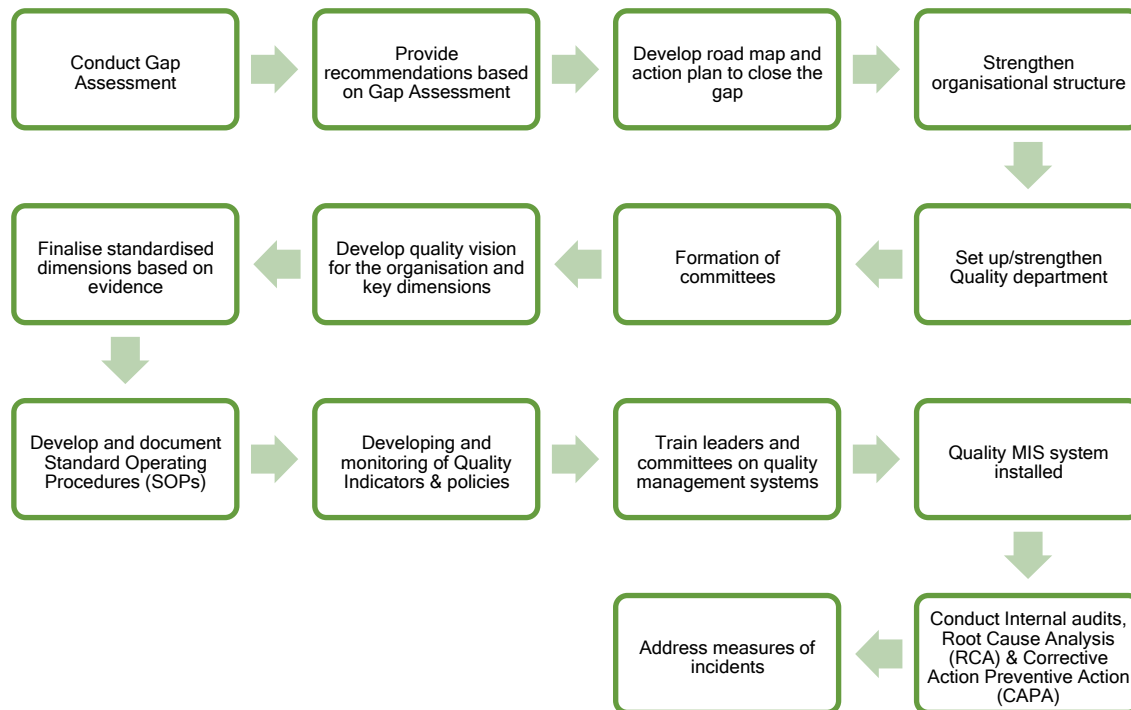 Conduct Gap
Assessment
Provide
recommendations based
on Gap Assessment
Develop road map and
action plan to close the
gap
Strengthen
organisational structure
Set up/strengthen
Quality department
Formation of
committees
Develop quality vision
for the organisation and
key dimensions
Finalise standardised
dimensions based on
evidence
Develop and document
Standard Operating
Procedures (SOPs)
Developing and
monitoring of Quality
Indicators & policies
Train leaders and
committees on quality
management systems
Quality MIS system
installed
Conduct Internal audits,
Root Cause Analysis
(RCA) & Corrective
Action Preventive Action
(CAPA)
Address measures of
incidents